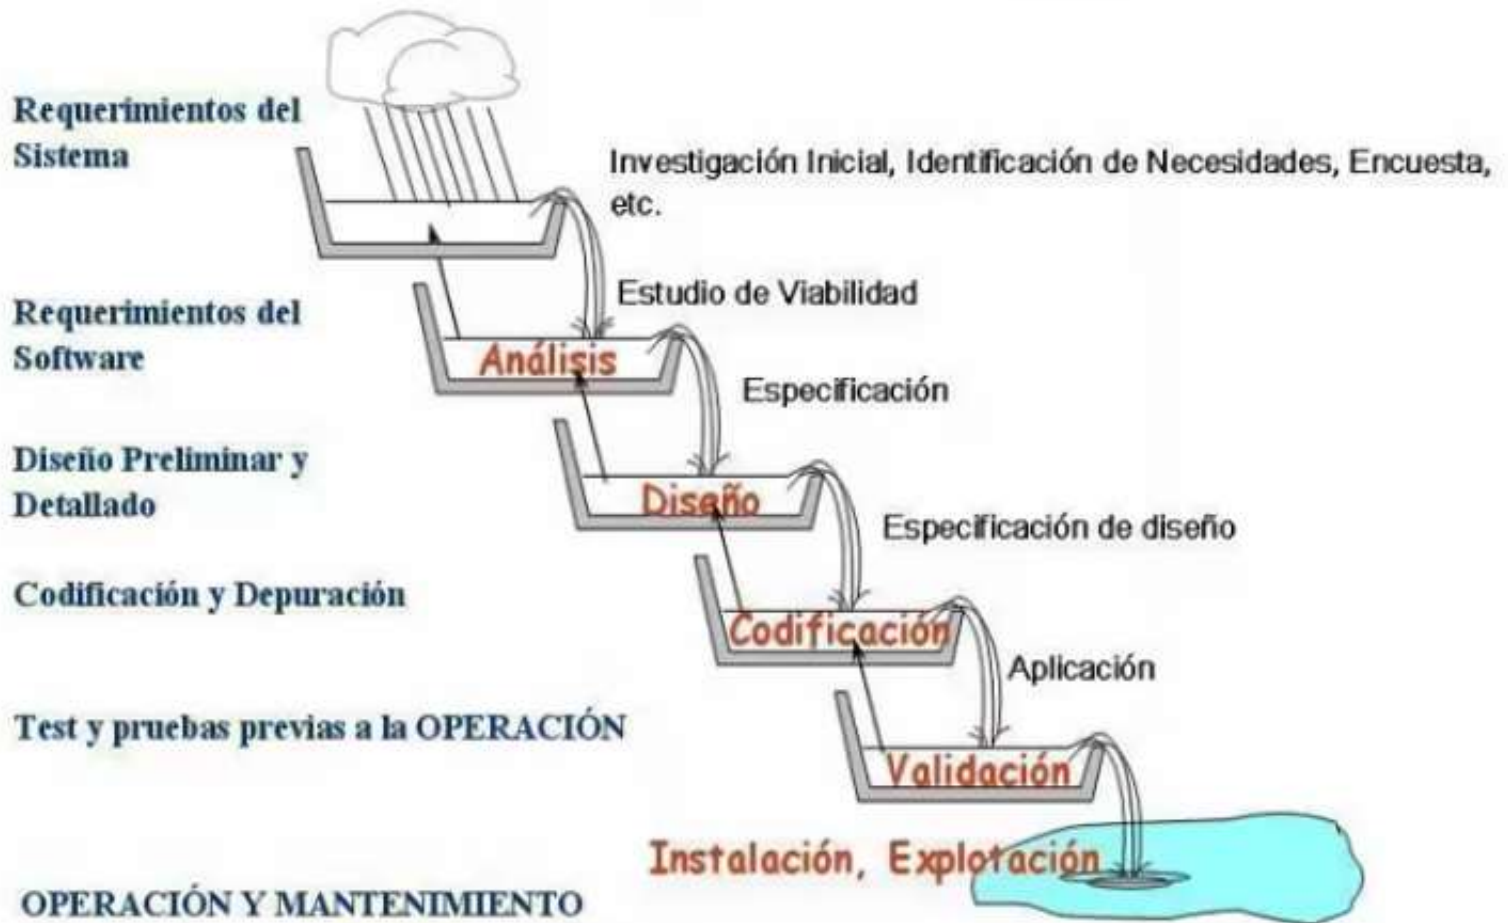 Requerimientos del
Sistema
Investigación Inicial, Identificación de Necesidades, Encuesta,
etc.
Estudio de Viabilidad
Requerimientos del
Software
Análisis
Especificación
Diseño Preliminar y
Detallado
Diseño
Especificación de diseño
Codificación y Depuración
Codificación
Aplicación
Test y pruebas previas a la OPERACIÓN
Validación
Instalación, Explotación
OPERACIÓN Y MANTENIMIENTO